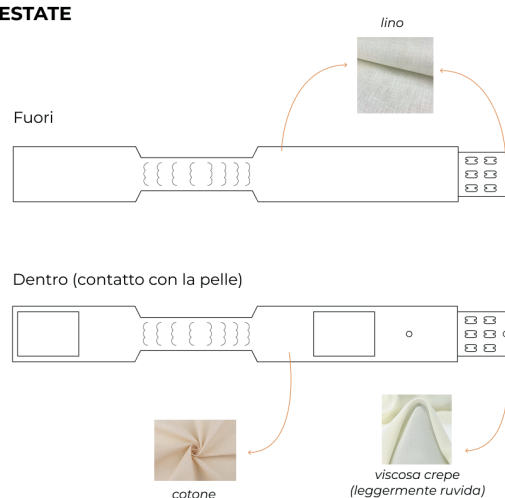 ESTATE
lino
Fuori
Dentro (contatto con la pelle)
cotone
viscosa crepe
(leggermente ruvida)